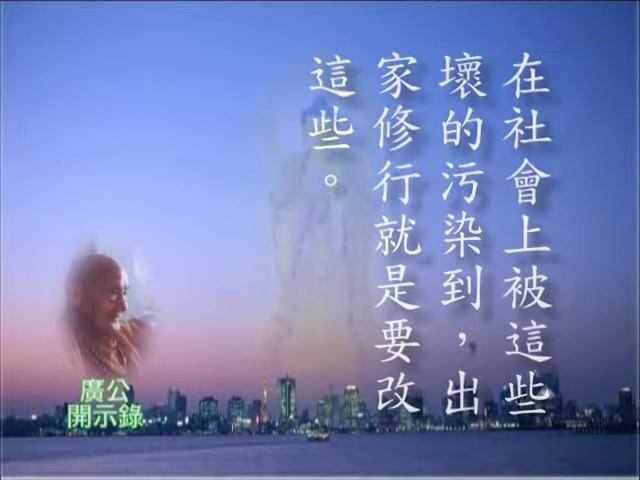 在社會上被這些
壞的污染到，出
家修行就是要改
這些。
廣公
開示錄